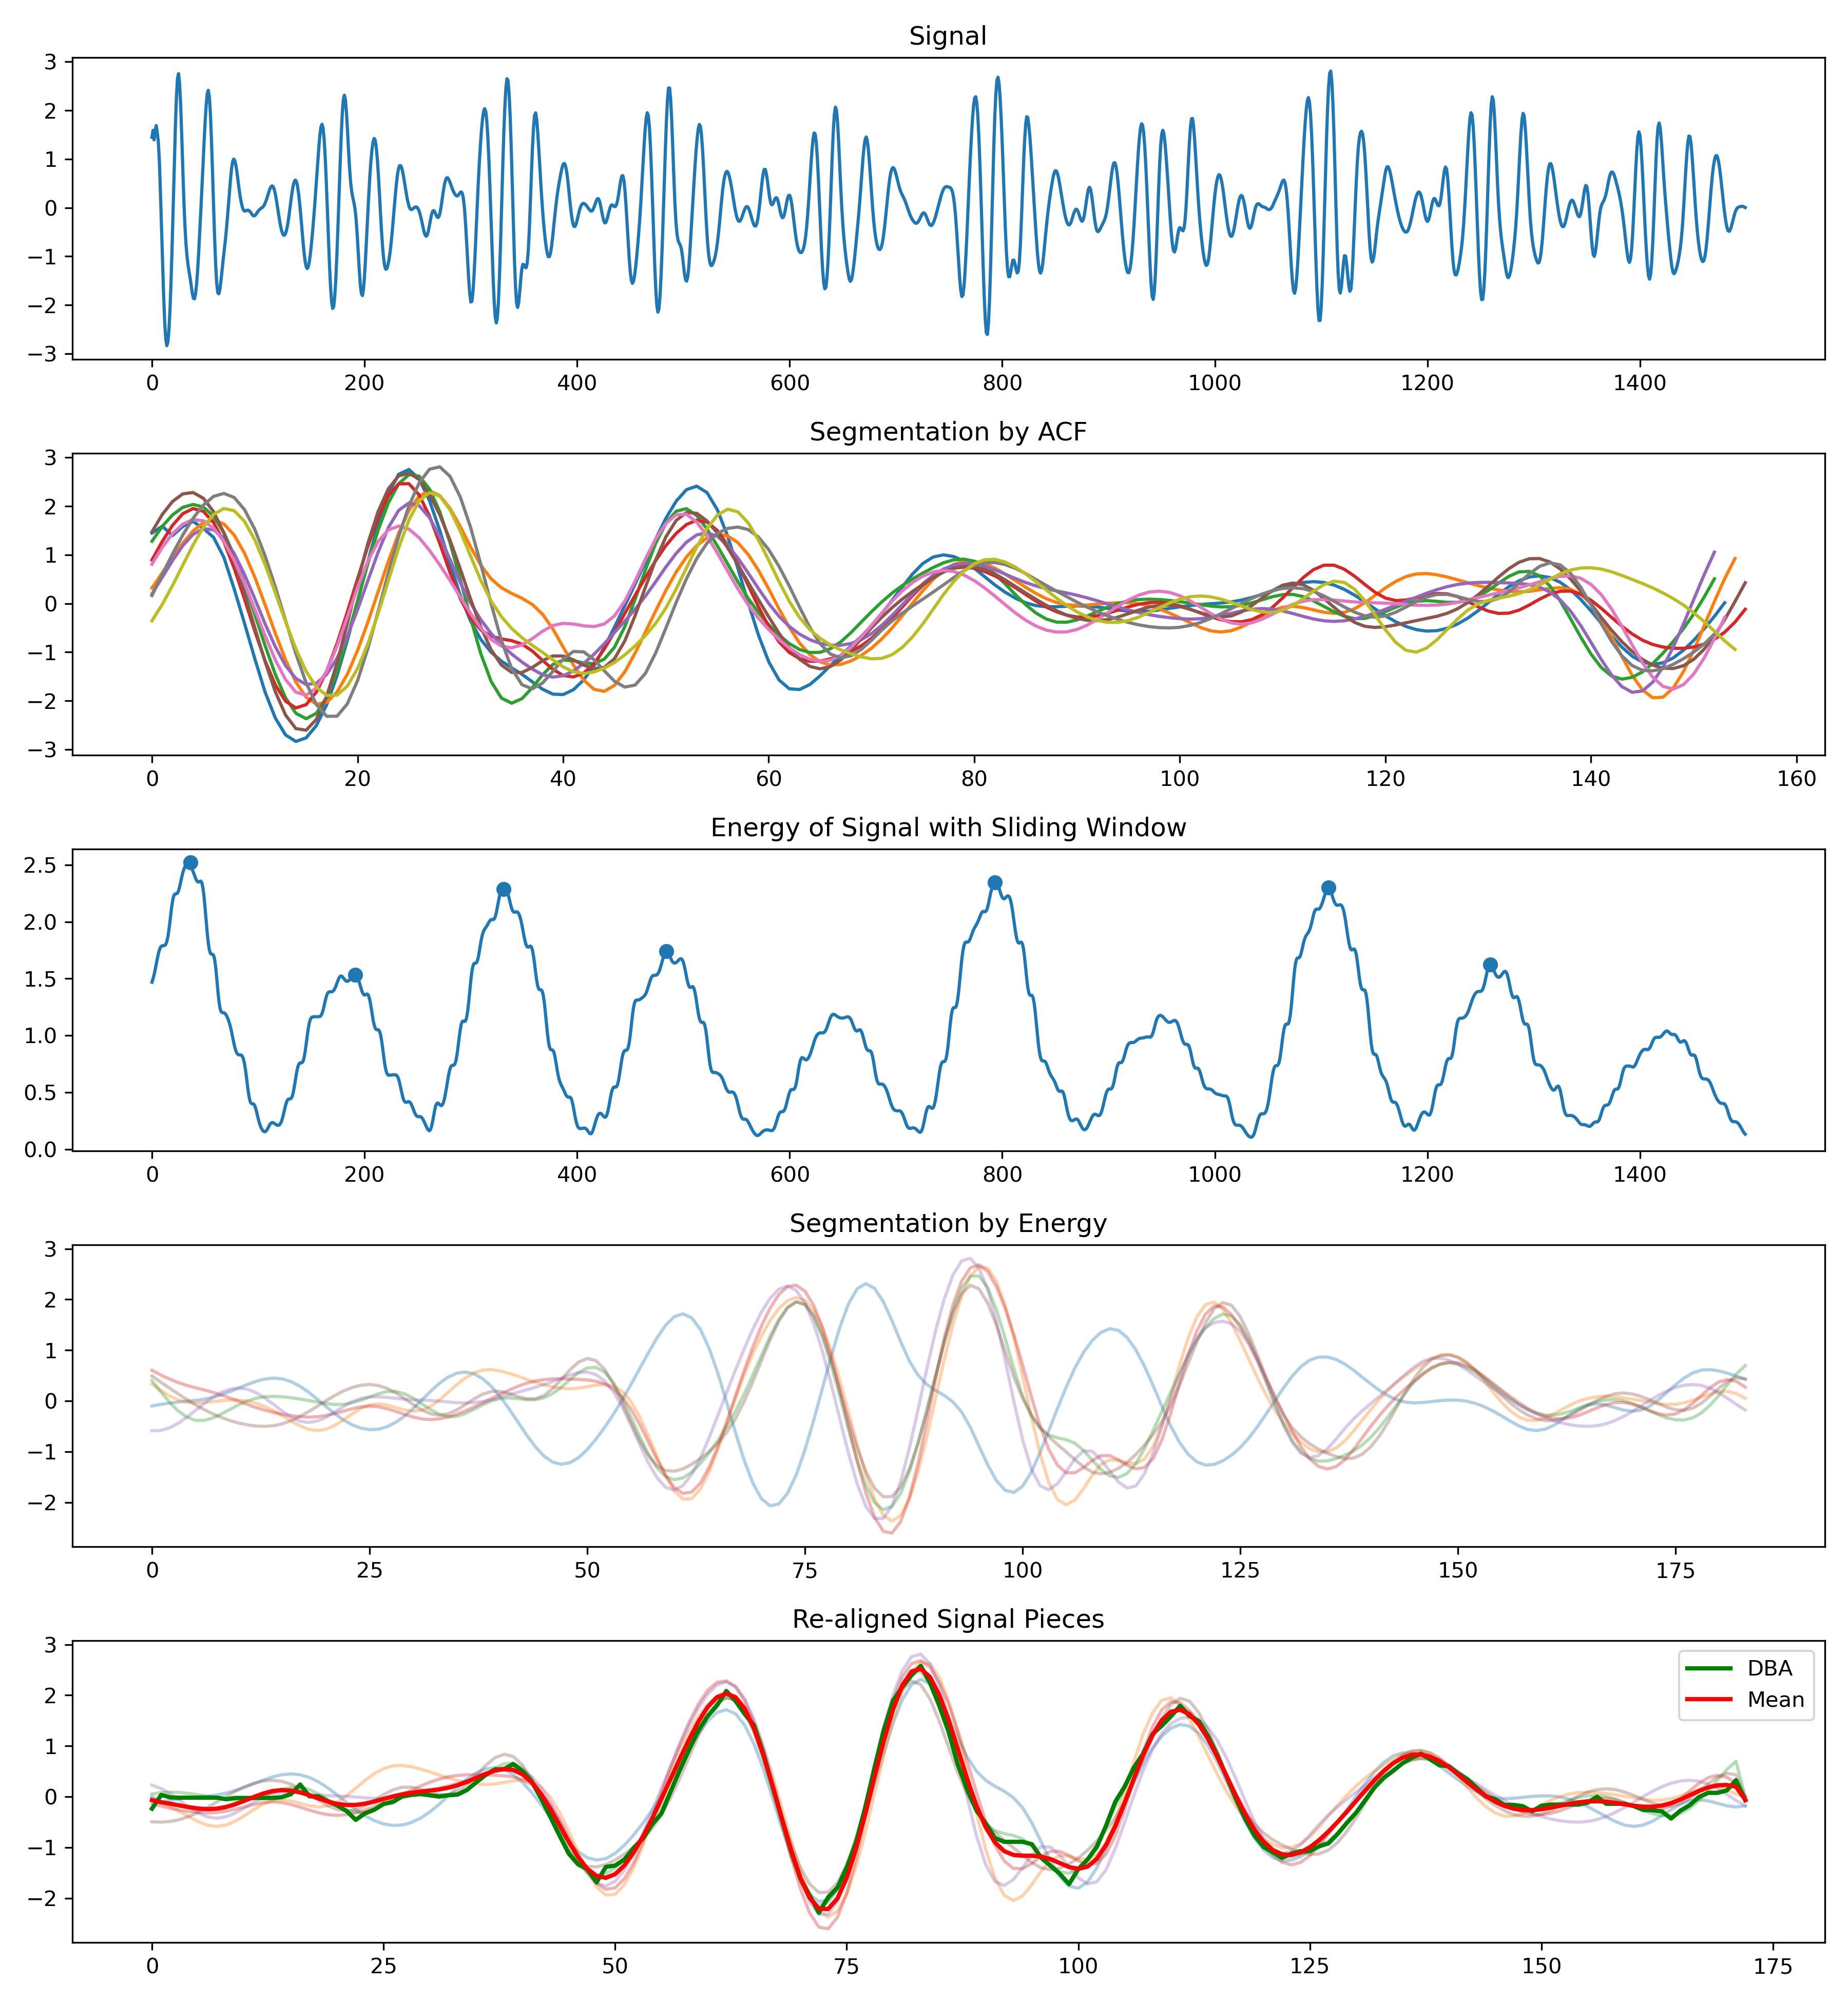 Signal
3
2
1
0
−1
−2
−3
0 200 400 600 800 1000 1200 1400
Segmentation by ACF
3
2
1
0
−1
−2
−3
0 20 40 60 80 100 120 140 160
Energy of Signal with Sliding Window
2.5
2.0
1.5
1.0
0.5
0.0
0 200 400 600 800 1000 1200 1400
Segmentation by Energy
3
2
1
0
−1
−2
0 25 50 75 100 125 150 175
Re-aligned Signal Pieces
3
2
1
0
−1
−2
DBA
Mean
0 25 50 75 100 125 150 175